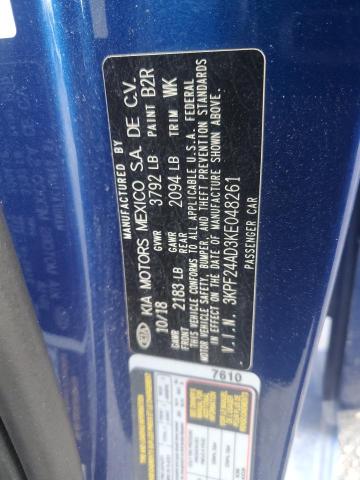 MANUFACTURED BY
KIA KIA MOTORS MEXICO S.A. DE C.V.
10/18 GVWR 3792 LB PAINT B2R
GAWR FRONT 2183 LB GAWR REAR 2094 LB TRIM WK
THIS VEHICLE CONFORMS TO ALL APPLICABLE U.S.A. FEDERAL
MOTOR VEHICLE SAFETY, BUMPER, AND THEFT PREVENTION STANDARDS
IN EFFECT ON THE DATE OF MANUFACTURE SHOWN ABOVE.
V.I.N. 3KPF24AD3KE048261
PASSENGER CAR
7610